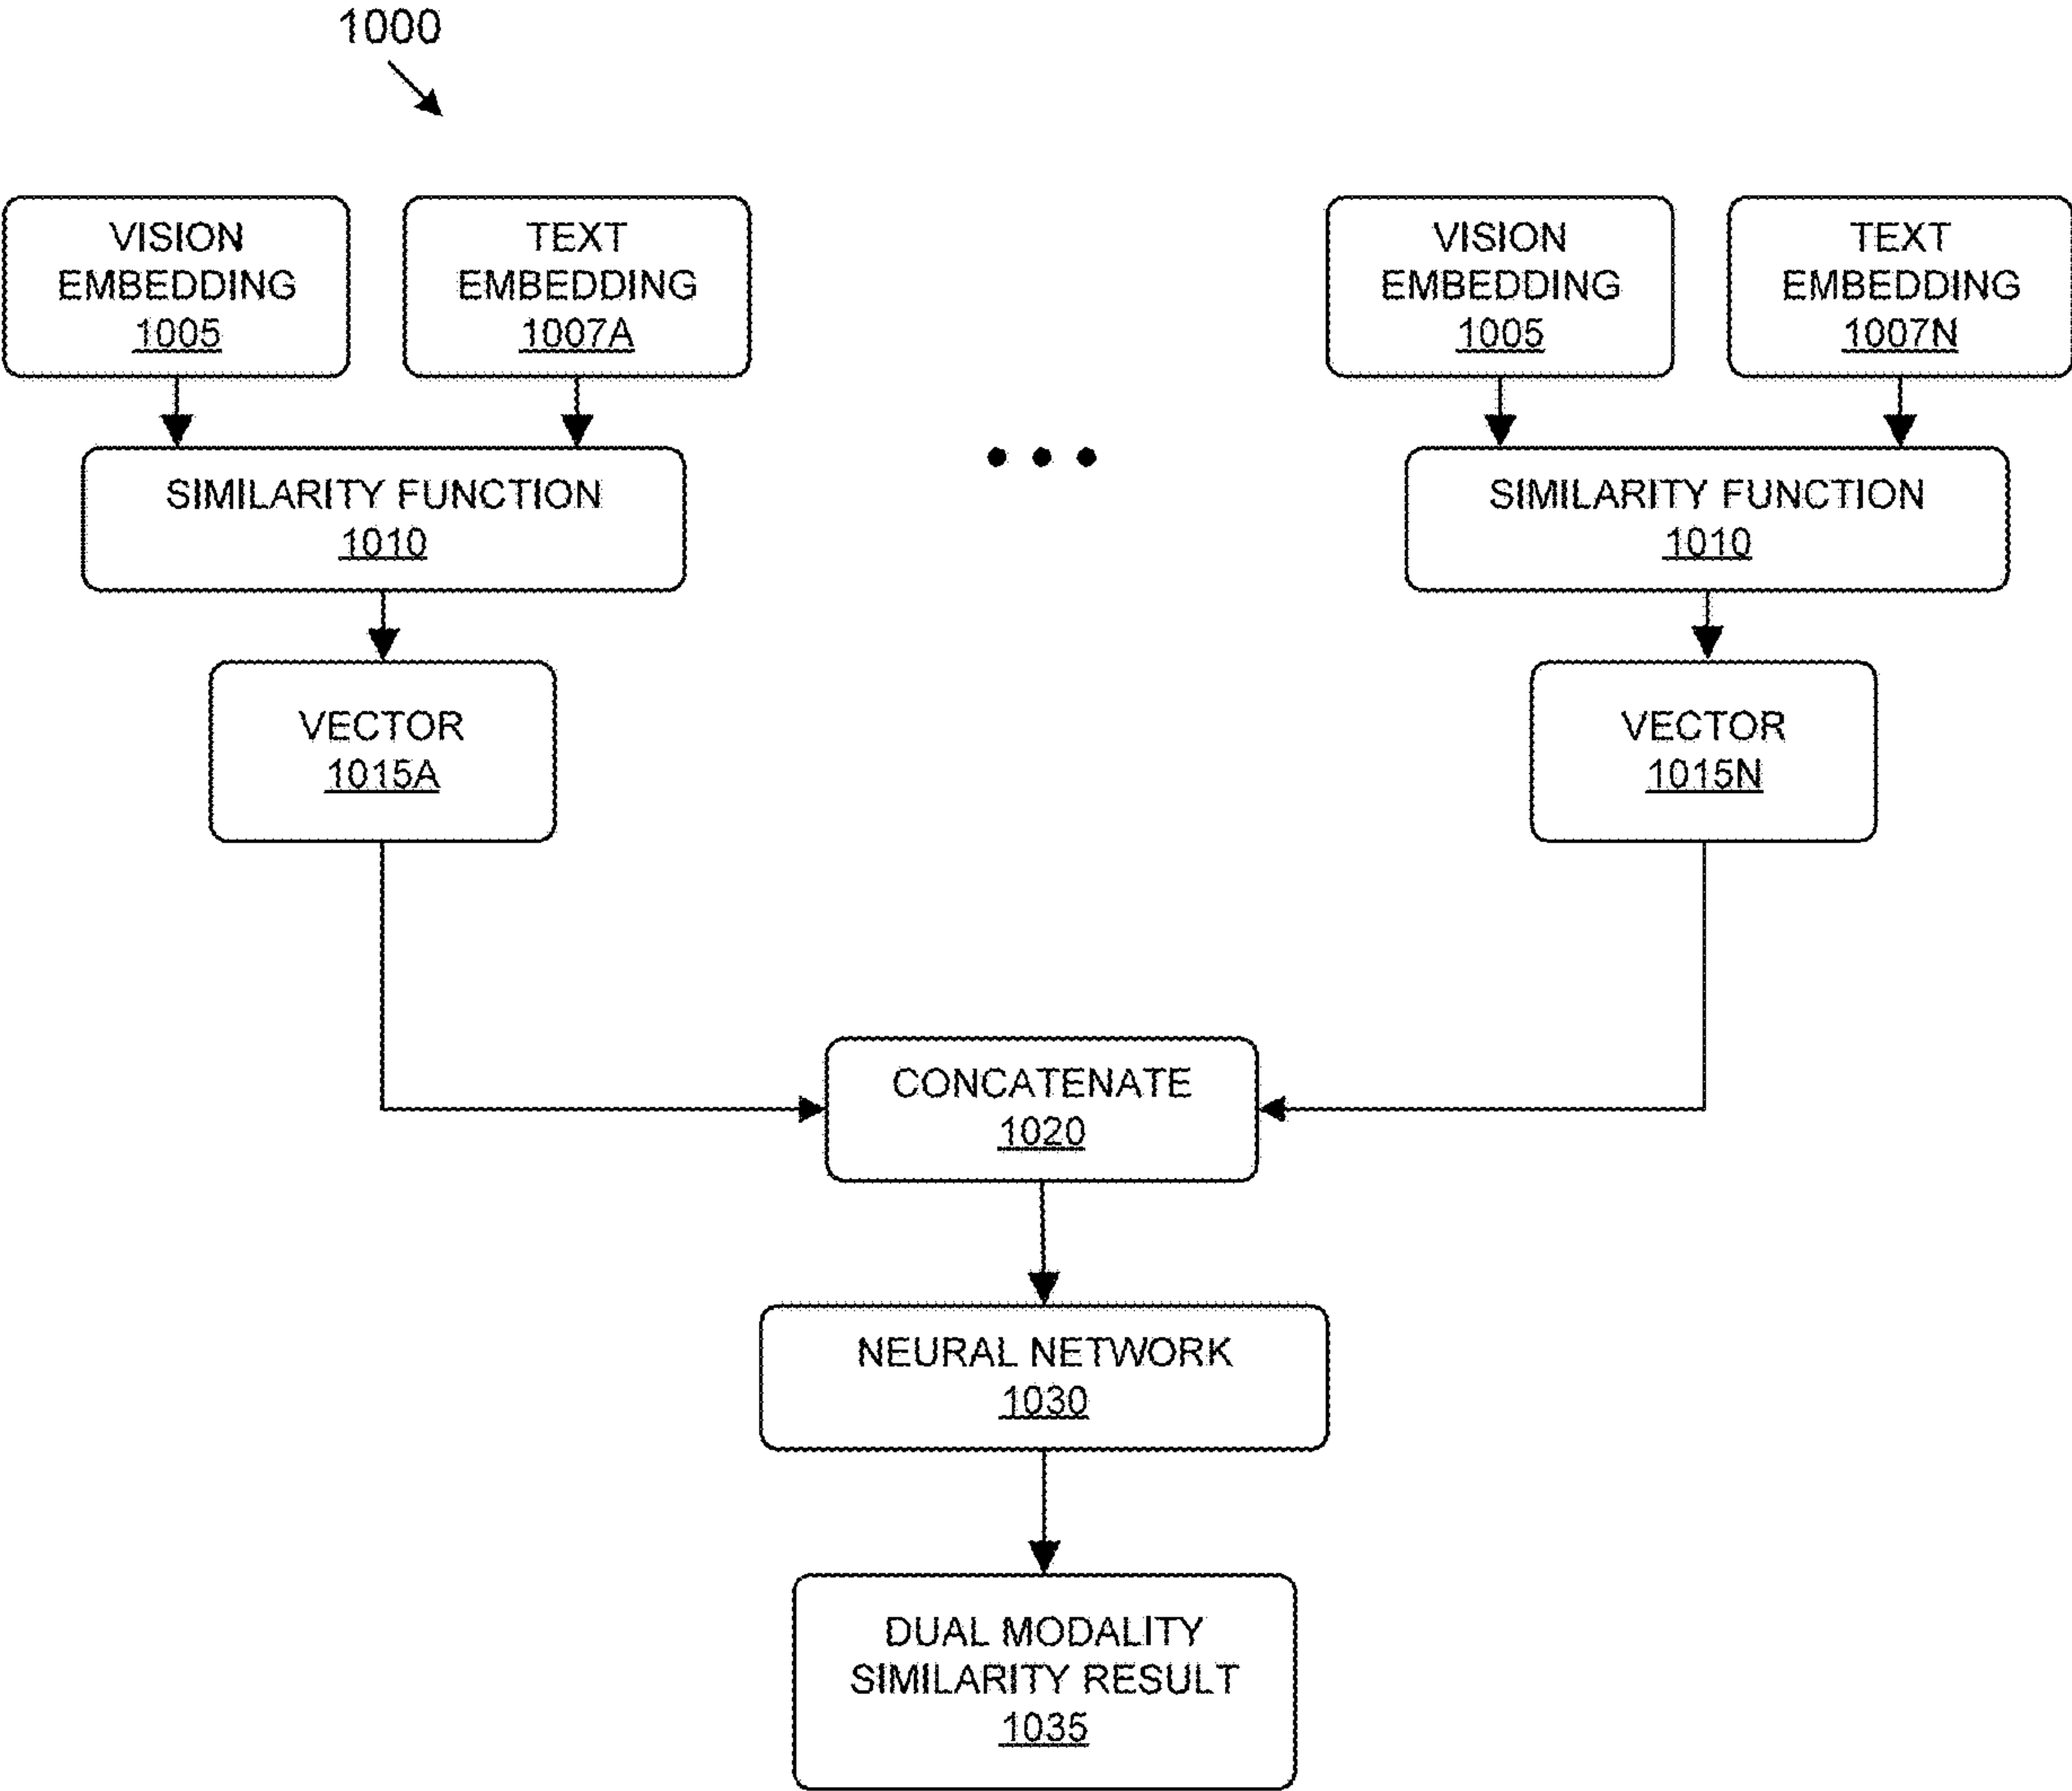 1000
VISION
EMBEDDING
1005
TEXT
EMBEDDING
1007A
VISION
EMBEDDING
1005
TEXT
EMBEDDING
1007N
SIMILARITY FUNCTION
1010
SIMILARITY FUNCTION
1010
VECTOR
1015A
VECTOR
1015N
CONCATENATE
1020
NEURAL NETWORK
1030
DUAL MODALITY
SIMILARITY RESULT
1035